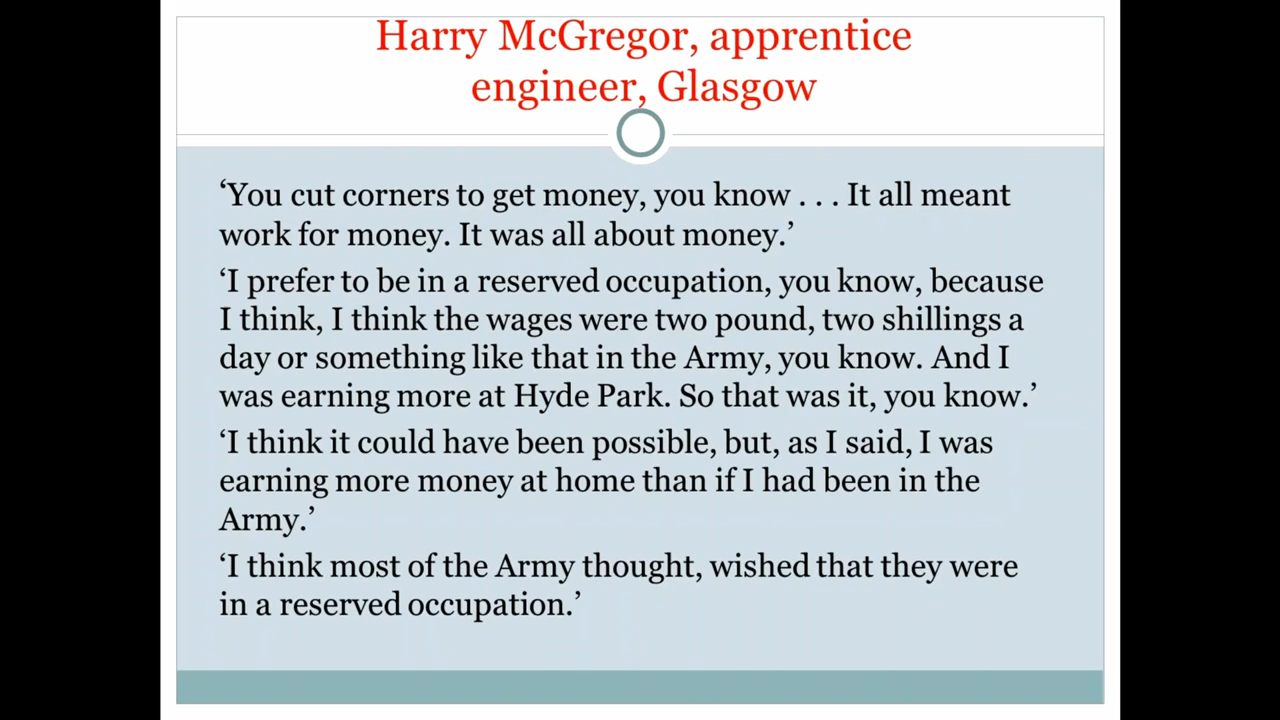 Harry McGregor, apprentice
engineer, Glasgow
‘You cut corners to get money, you know . . . It all meant
work for money. It was all about money.’
‘I prefer to be in a reserved occupation, you know, because
I think, I think the wages were two pound, two shillings a
day or something like that in the Army, you know. And I
was earning more at Hyde Park. So that was it, you know.’
‘I think it could have been possible, but, as I said, I was
earning more money at home than if I had been in the
Army.’
‘I think most of the Army thought, wished that they were
in a reserved occupation.’